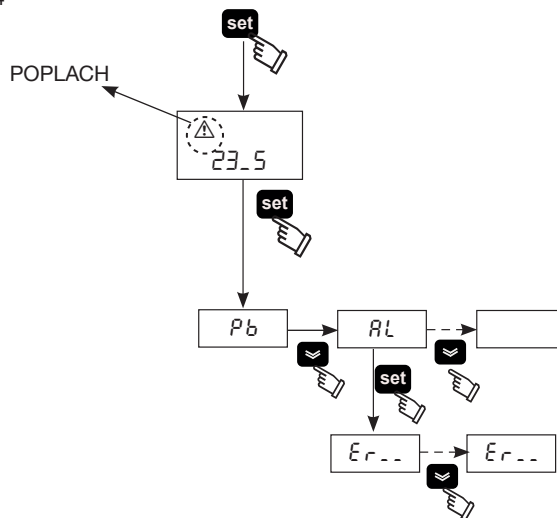 set
POPLACH
23_5
set
Pb
AL
set
Er__
Er__